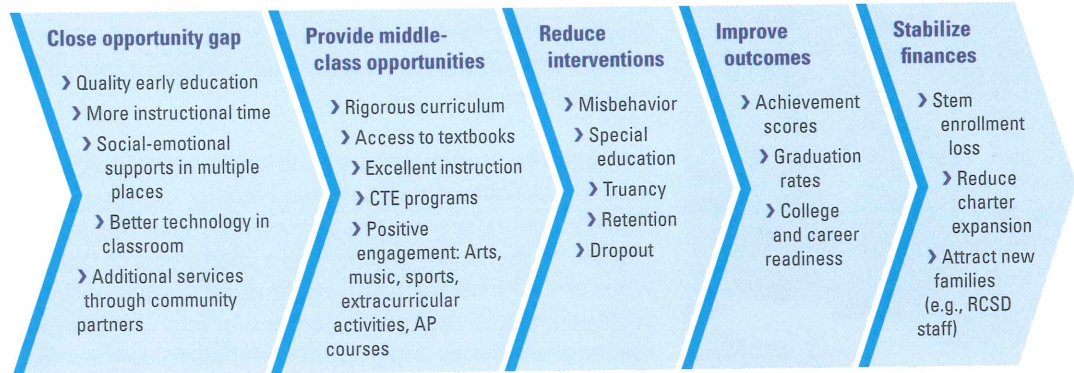 Close opportunity gap
❯ Quality early education
❯ More instructional time
❯ Social-emotional
supports in multiple
places
❯ Better technology in
classroom
❯ Additional services
through community
partners
Provide middle-
class opportunities
❯ Rigorous curriculum
❯ Access to textbooks
❯ Excellent instruction
❯ CTE programs
❯ Positive
engagement: Arts,
music, sports,
extracurricular
activities, AP
courses
Reduce
interventions
❯ Misbehavior
❯ Special
education
❯ Truancy
❯ Retention
❯ Dropout
Improve
outcomes
❯ Achievement
scores
❯ Graduation
rates
❯ College
and career
readiness
Stabilize
finances
❯ Stem
enrollment
loss
❯ Reduce
charter
expansion
❯ Attract new
families
(e.g., RCSD
staff)